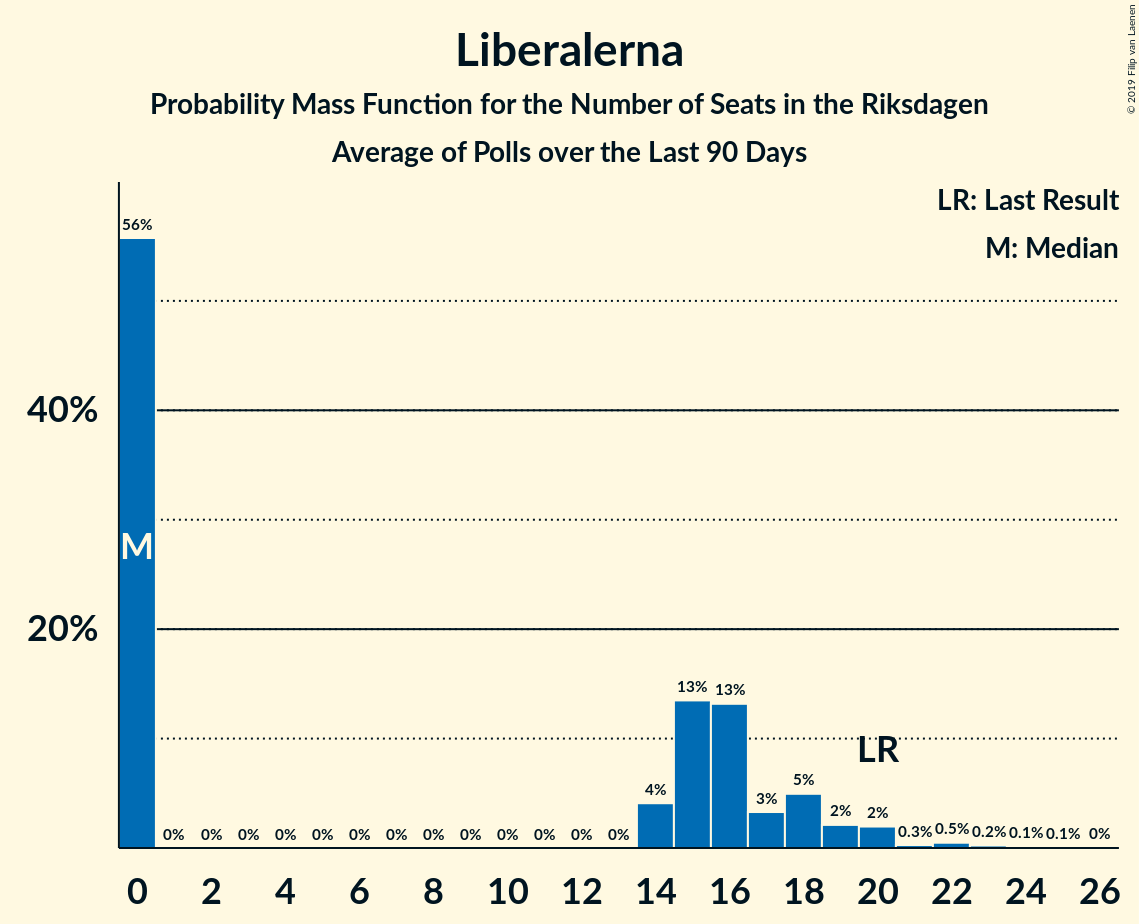 Liberalerna
Probability Mass Function for the Number of Seats in the Riksdagen
Average of Polls over the Last 90 Days
© 2019 Filip van Laenen
LR: Last Result
M: Median
56%
40%
M
20%
13% 13%
LR
4% 3% 5% 2% 2%
0% 0% 0% 0% 0% 0% 0% 0% 0% 0% 0% 0% 0% 0.3% 0.5% 0.2% 0.1% 0.1% 0%
0 2 4 6 8 10 12 14 16 18 20 22 24 26